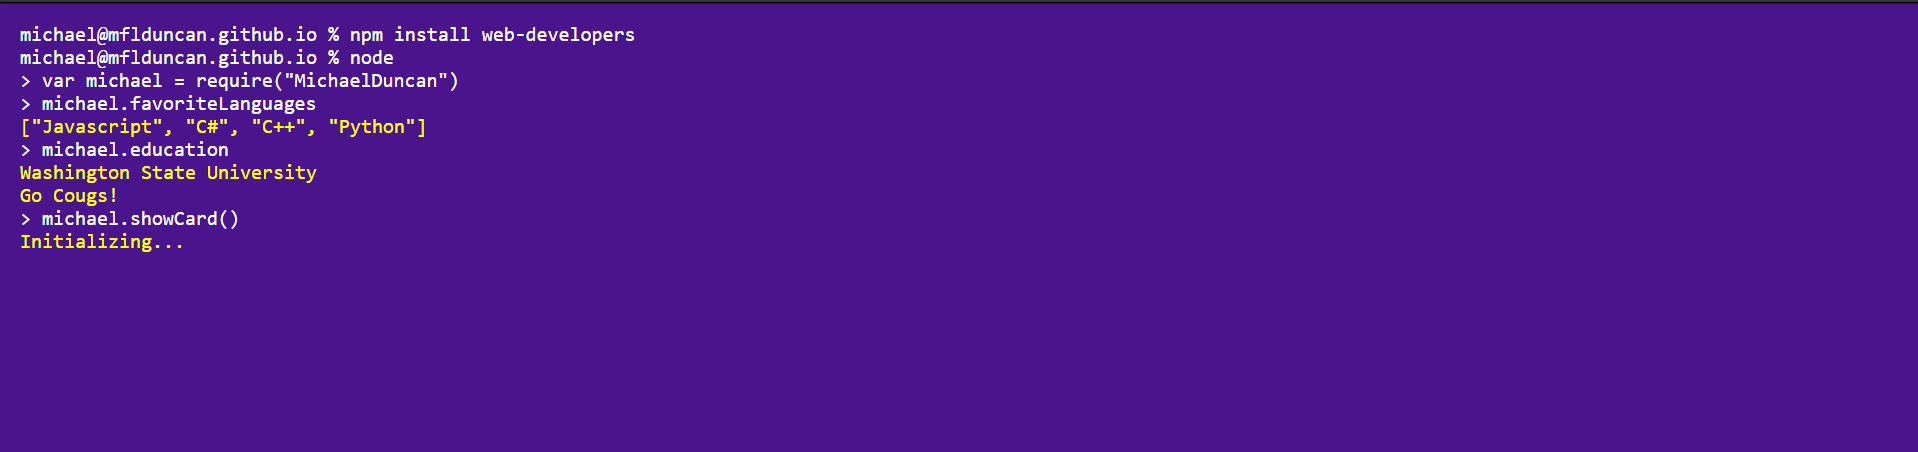 michael@mflduncan.github.io % npm install web-developers
michael@mflduncan.github.io % node
> var michael = require("MichaelDuncan")
> michael.favoriteLanguages
["Javascript", "C#", "C++", "Python"]
> michael.education
Washington State University
Go Cougs!
> michael.showCard()
Initializing...